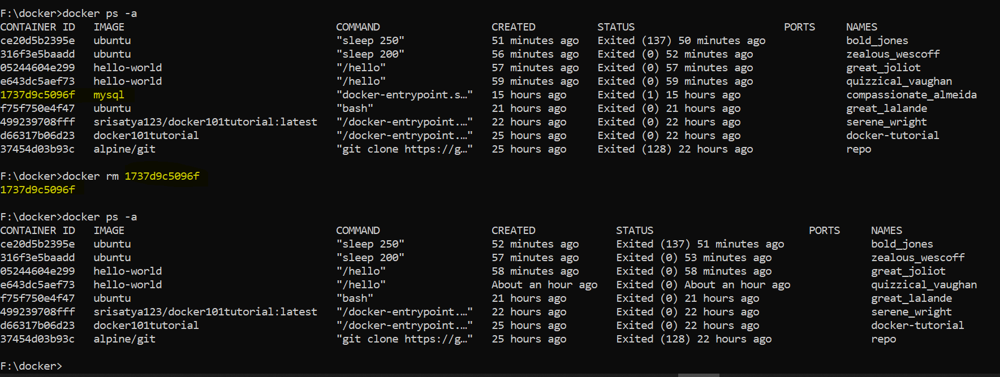 F:\docker>docker ps -a
CONTAINER ID   IMAGE                                  COMMAND                  CREATED          STATUS                        PORTS     NAMES
ce20d5b2395e   ubuntu                                 "sleep 250"              51 minutes ago   Exited (137) 50 minutes ago             bold_jones
316f3e5baadd   ubuntu                                 "sleep 200"              56 minutes ago   Exited (0) 52 minutes ago               zealous_wescoff
05244604e299   hello-world                            "/hello"                 57 minutes ago   Exited (0) 57 minutes ago               great_joliot
e643dc5aef73   hello-world                            "/hello"                 59 minutes ago   Exited (0) 59 minutes ago               quizzical_vaughan
1737d9c5096f   mysql                                  "docker-entrypoint.s…"   15 hours ago     Exited (1) 15 hours ago                 compassionate_almeida
f75f750e4f47   ubuntu                                 "bash"                   21 hours ago     Exited (0) 21 hours ago                 great_lalande
499239708fff   srisatya123/docker101tutorial:latest   "/docker-entrypoint.…"   22 hours ago     Exited (0) 22 hours ago                 serene_wright
d66317b06d23   docker101tutorial                      "/docker-entrypoint.…"   25 hours ago     Exited (0) 22 hours ago                 docker-tutorial
37454d03b93c   alpine/git                             "git clone https://g…"   25 hours ago     Exited (128) 22 hours ago               repo
F:\docker>docker rm 1737d9c5096f
1737d9c5096f
F:\docker>docker ps -a
CONTAINER ID   IMAGE                                  COMMAND                  CREATED             STATUS                         PORTS     NAMES
ce20d5b2395e   ubuntu                                 "sleep 250"              52 minutes ago      Exited (137) 51 minutes ago              bold_jones
316f3e5baadd   ubuntu                                 "sleep 200"              57 minutes ago      Exited (0) 53 minutes ago                zealous_wescoff
05244604e299   hello-world                            "/hello"                 58 minutes ago      Exited (0) 58 minutes ago                great_joliot
e643dc5aef73   hello-world                            "/hello"                 About an hour ago   Exited (0) About an hour ago             quizzical_vaughan
f75f750e4f47   ubuntu                                 "bash"                   21 hours ago        Exited (0) 21 hours ago                  great_lalande
499239708fff   srisatya123/docker101tutorial:latest   "/docker-entrypoint.…"   22 hours ago        Exited (0) 22 hours ago                  serene_wright
d66317b06d23   docker101tutorial                      "/docker-entrypoint.…"   25 hours ago        Exited (0) 22 hours ago                  docker-tutorial
37454d03b93c   alpine/git                             "git clone https://g…"   25 hours ago        Exited (128) 22 hours ago                repo
F:\docker>